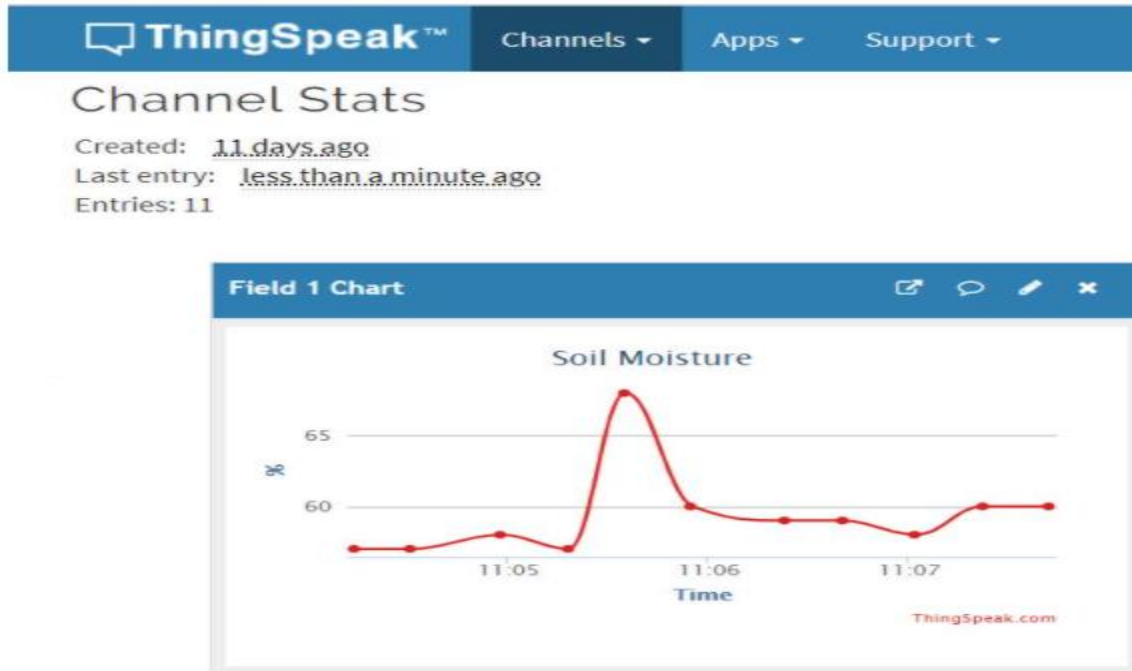 ThingSpeak™ Channels Apps Support
Channel Stats
Created: 11 days ago
Last entry: less than a minute ago
Entries: 11
Field 1 Chart
Soil Moisture
65
%
60
11:05 11:06 11:07
Time
ThingSpeak.com